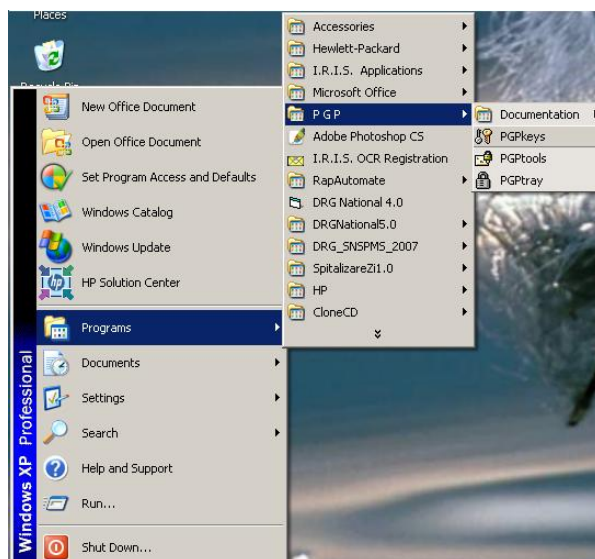 Places
New Office Document
Open Office Document
Set Program Access and Defaults
Windows Catalog
Windows Update
HP Solution Center
Programs
Documents
Settings
Search
Help and Support
Run...
Shut Down...
Windows XP Professional
Accessories
Hewlett-Packard
I.R.I.S. Applications
Microsoft Office
P G P
Adobe Photoshop CS
I.R.I.S. OCR Registration
RapAutomate
DRG National 4.0
DRGNational5.0
DRG_SNSPMS_2007
SpitalizareZi1.0
HP
CloneCD
Documentation
PGPkeys
PGPtools
PGPtray